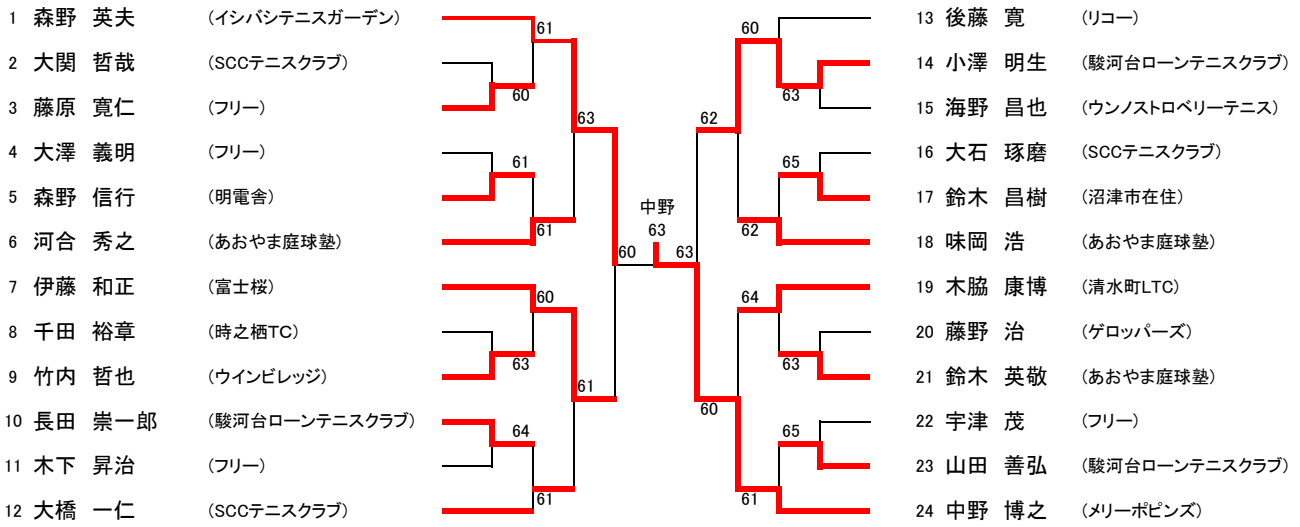 1 森野 英夫 (イシバシテニスガーデン)
2 大関 哲哉 (SCCテニスクラブ)
3 藤原 寛仁 (フリー)
4 大澤 義明 (フリー)
5 森野 信行 (明電舎)
6 河合 秀之 (あおやま庭球塾)
7 伊藤 和正 (富士桜)
8 千田 裕章 (時之栖TC)
9 竹内 哲也 (ウインビレッジ)
10 長田 崇一郎 (駿河台ローンテニスクラブ)
11 木下 昇治 (フリー)
12 大橋 一仁 (SCCテニスクラブ)
61
60
61
61
60
63
64
61
63
61
60
中野
63
63
62
60
60
63
65
62
64
63
65
61
13 後藤 寛 (リコー)
14 小澤 明生 (駿河台ローンテニスクラブ)
15 海野 昌也 (ウンノストロベリーテニス)
16 大石 琢磨 (SCCテニスクラブ)
17 鈴木 昌樹 (沼津市在住)
18 味岡 浩 (あおやま庭球塾)
19 木脇 康博 (清水町LTC)
20 藤野 治 (ゲロッパーズ)
21 鈴木 英敬 (あおやま庭球塾)
22 宇津 茂 (フリー)
23 山田 善弘 (駿河台ローンテニスクラブ)
24 中野 博之 (メリーポピンズ)